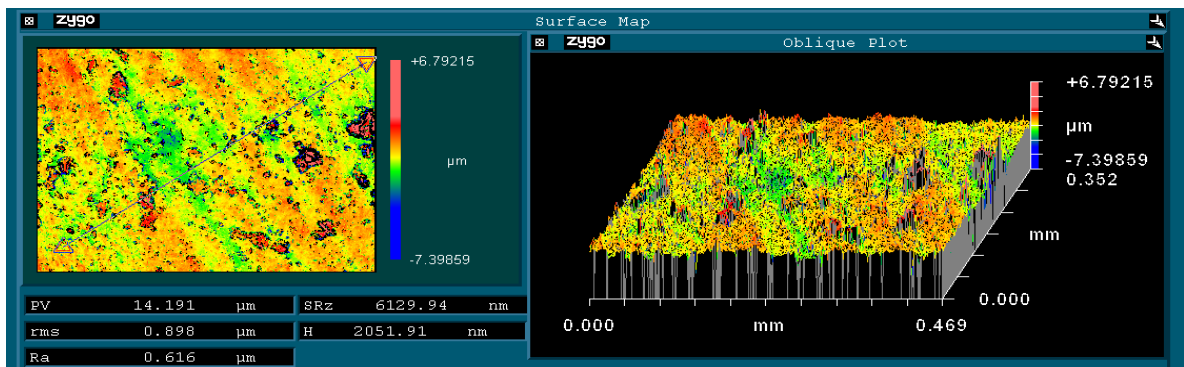 zygo Surface Map
+6.79215
µm
-7.39859
PV 14.191 µm SRz 6129.94 nm
rms 0.898 µm H 2051.91 nm
Ra 0.616 µm
zygo Oblique Plot
+6.79215
µm
-7.39859
0.352
mm
0.000
0.000 mm 0.469